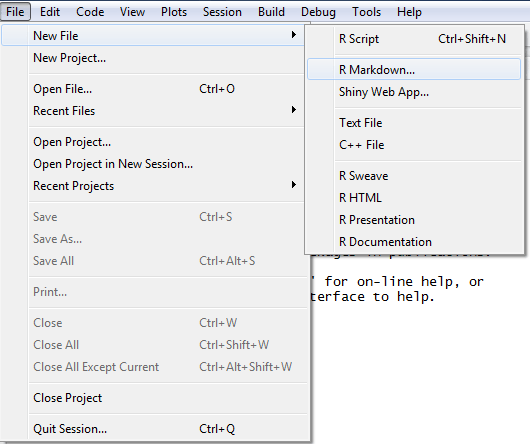 File Edit Code View Plots Session Build Debug Tools Help
New File
New Project...
Open File... Ctrl+O
Recent Files
Open Project...
Open Project in New Session...
Recent Projects
Save Ctrl+S
Save As...
Save All Ctrl+Alt+S
Print...
Close Ctrl+W
Close All Ctrl+Shift+W
Close All Except Current Ctrl+Alt+Shift+W
Close Project
Quit Session... Ctrl+Q
R Script Ctrl+Shift+N
R Markdown...
Shiny Web App...
Text File
C++ File
R Sweave
R HTML
R Presentation
R Documentation
' for on-line help, or
terface to help.